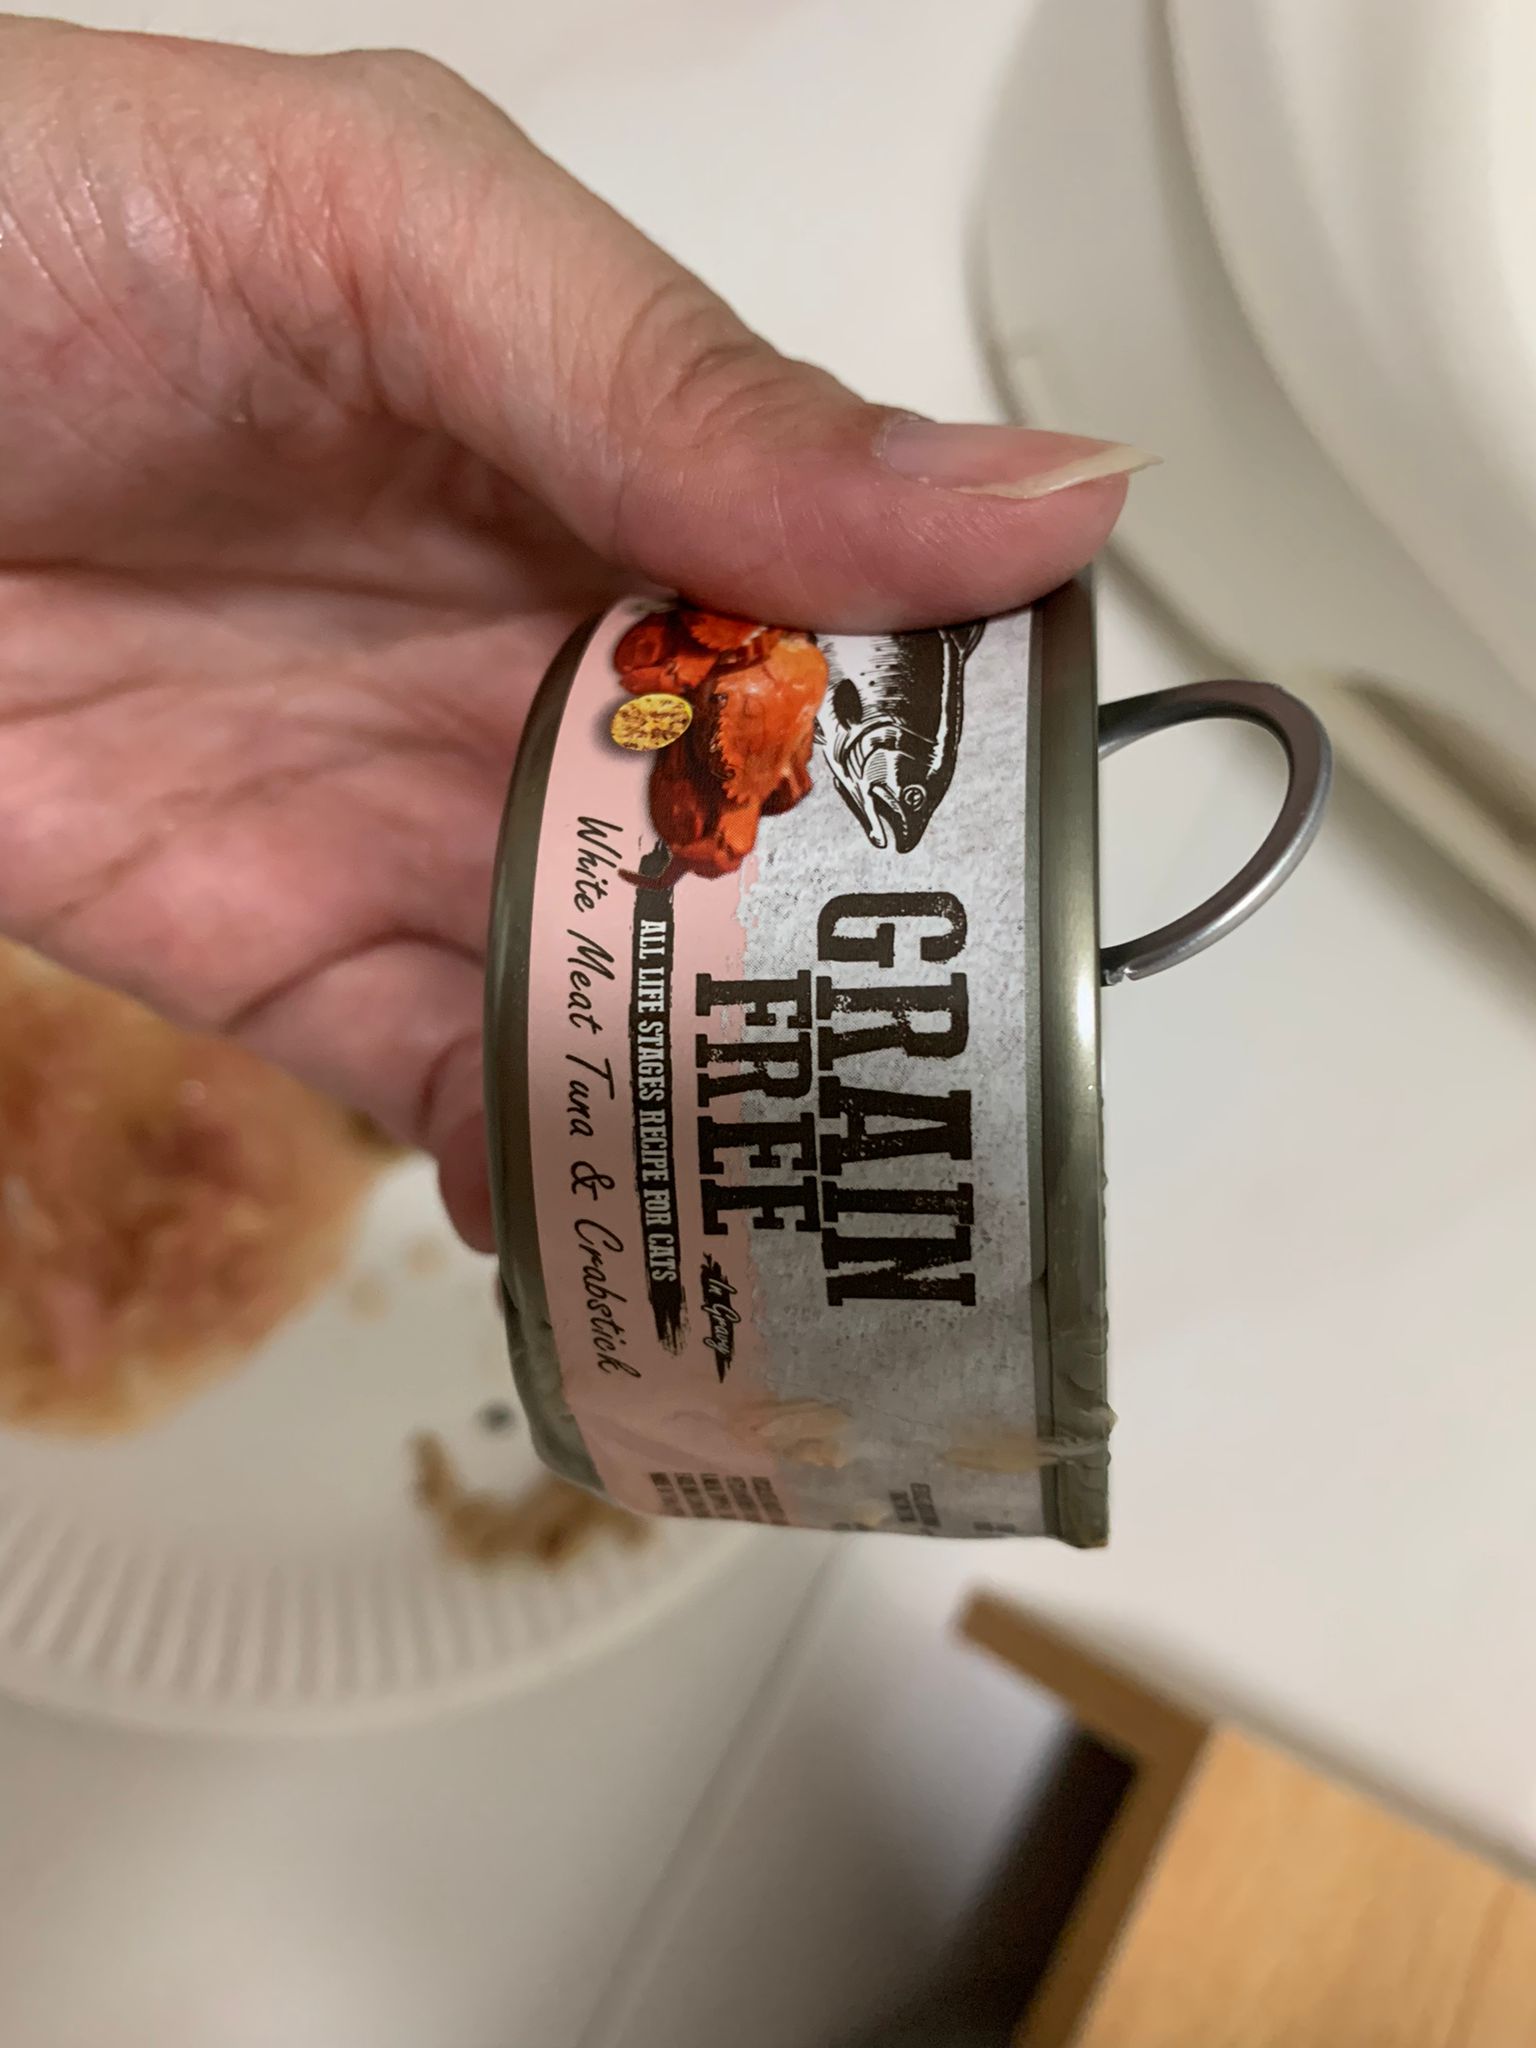 GRAIN
FREE
In Gravy
ALL LIFE STAGES RECIPE FOR CATS
White Meat Tuna & Crabstick